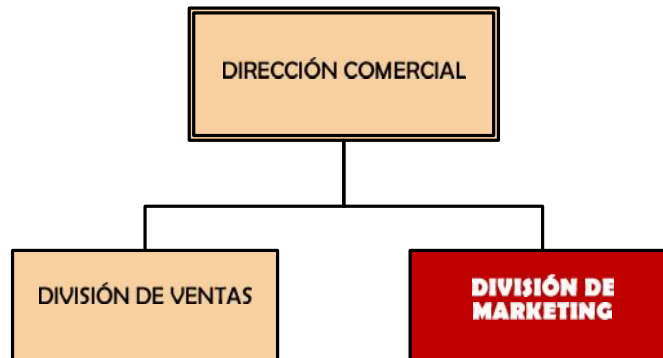 DIRECCIÓN COMERCIAL
DIVISIÓN DE VENTAS
DIVISIÓN DE
MARKETING